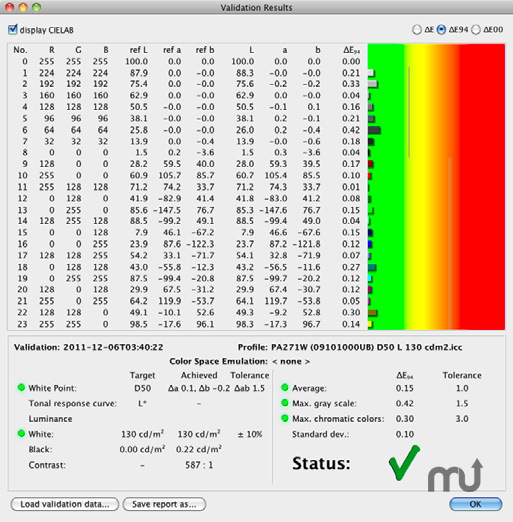 Validation Results
display CIELAB ΔE ΔE94 ΔE00
No. R G B ref L ref a ref b L a b ΔE₉₄
0 255 255 255 100.0 0.0 0.0 100.0 0.0 0.0 0.00
1 224 224 224 87.9 0.0 -0.0 88.3 -0.0 -0.0 0.21
2 192 192 192 75.4 0.0 0.0 75.6 -0.2 -0.2 0.33
3 160 160 160 62.9 0.0 0.0 62.9 -0.0 -0.0 0.04
4 128 128 128 50.5 -0.0 0.0 50.5 -0.1 0.1 0.16
5 96 96 96 38.1 -0.0 0.0 38.1 0.2 -0.1 0.21
6 64 64 64 25.8 -0.0 -0.0 26.0 0.2 -0.4 0.42
7 32 32 32 13.9 0.0 -0.4 13.9 -0.0 -0.6 0.18
8 0 0 0 1.5 0.2 -3.6 1.5 0.3 -3.6 0.04
9 128 0 0 28.2 59.5 40.0 28.0 59.3 39.5 0.17
10 255 0 0 60.9 105.7 85.7 60.7 105.4 85.5 0.10
11 255 128 128 71.2 74.2 33.7 71.2 74.3 33.7 0.01
12 0 128 0 41.9 -82.9 41.4 41.8 -83.0 41.2 0.08
13 0 255 0 85.6 -147.5 76.7 85.3 -147.6 76.7 0.15
14 128 255 128 88.5 -99.2 49.1 88.5 -99.4 49.0 0.04
15 0 0 128 7.9 46.1 -67.2 7.9 46.6 -67.6 0.15
16 0 0 255 23.9 87.6 -122.3 23.7 87.2 -121.8 0.12
17 128 128 255 54.2 33.1 -71.7 54.1 32.8 -71.9 0.07
18 0 128 128 43.0 -55.8 -12.3 43.2 -56.5 -11.6 0.27
19 0 255 255 87.5 -99.4 -20.8 87.5 -99.7 -20.2 0.12
20 128 0 128 29.9 67.5 -31.2 29.9 67.4 -30.7 0.12
21 255 0 255 64.2 119.9 -53.7 64.1 119.7 -53.8 0.05
22 128 128 0 49.1 -10.1 52.6 49.3 -9.2 52.8 0.30
23 255 255 0 98.5 -17.6 96.1 98.3 -17.3 96.7 0.14
Validation: 2011-12-06T03:40:22 Profile: PA271W (09101000UB) D50 L 130 cdm2.icc
Color Space Emulation: < none >
Target Achieved Tolerance ΔE₉₄ Tolerance
White Point: D50 Δa 0.1, Δb -0.2 Δab 1.5 Average: 0.15 1.0
Tonal response curve: L* – Max. gray scale: 0.42 1.5
Luminance Max. chromatic colors: 0.30 3.0
White: 130 cd/m² 130 cd/m² ± 10% Standard dev.: 0.10
Black: 0.00 cd/m² 0.22 cd/m²
Contrast: – 587 : 1 Status:
Load validation data... Save report as... OK